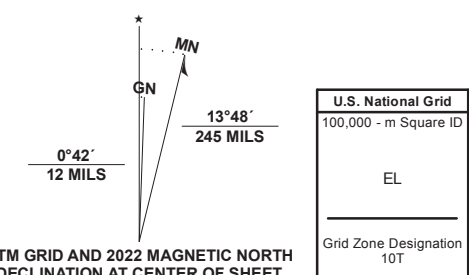 ★
MN
GN
13°48´
245 MILS
0°42´
12 MILS
TM GRID AND 2022 MAGNETIC NORTH
DECLINATION AT CENTER OF SHEET
U.S. National Grid
100,000 - m Square ID
EL
Grid Zone Designation
10T